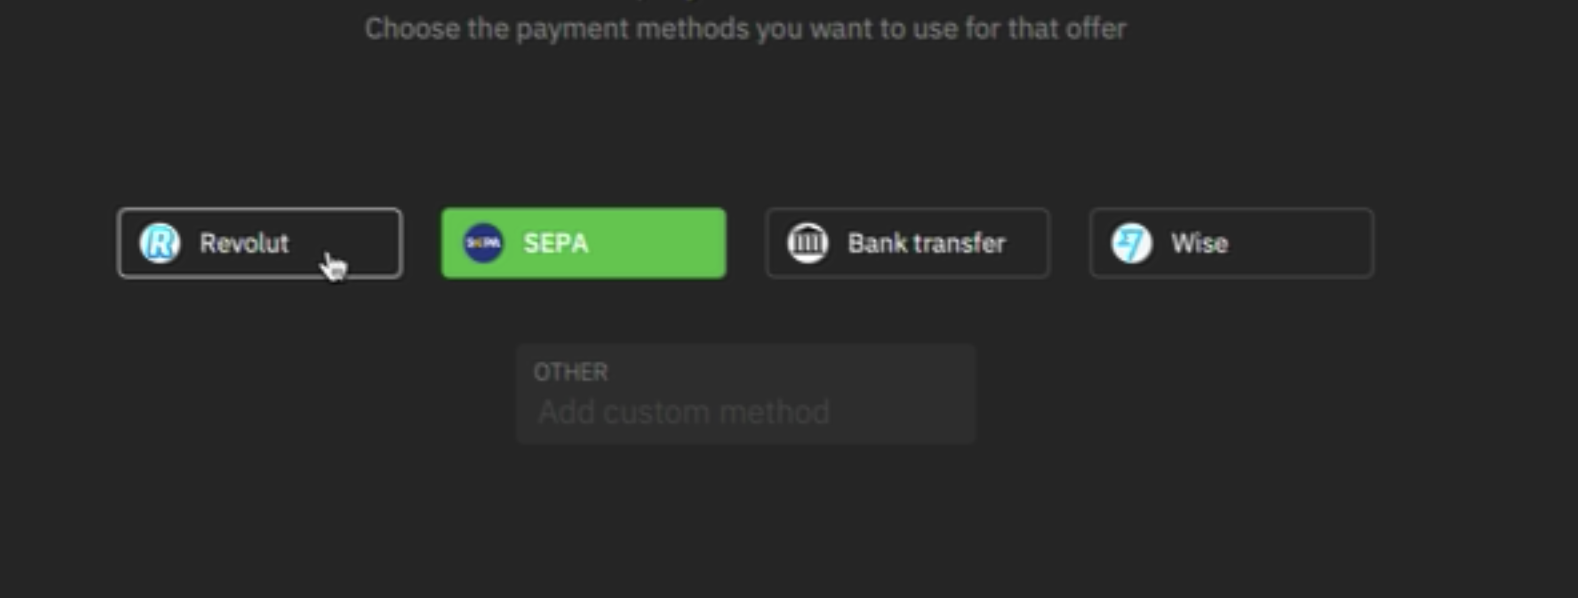 Choose the payment methods you want to use for that offer
Revolut
SEPA SEPA
Bank transfer
Wise
OTHER
Add custom method